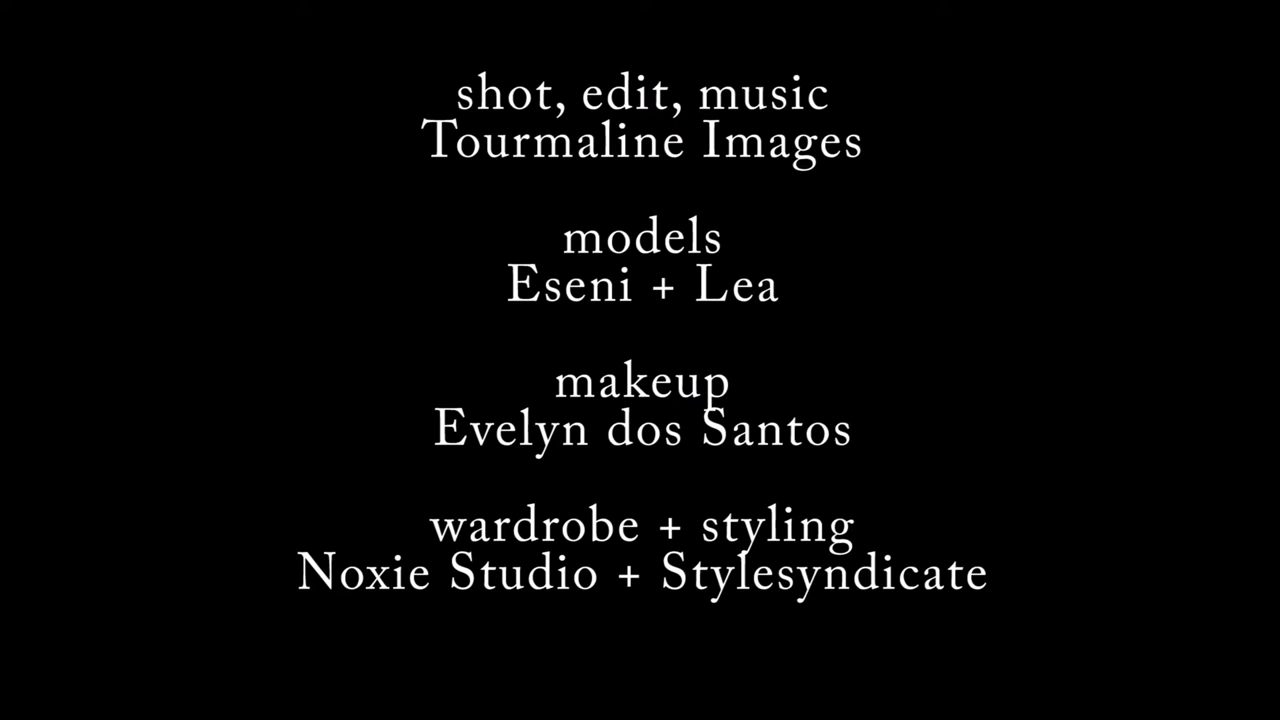 shot, edit, music
Tourmaline Images
models
Eseni + Lea
makeup
Evelyn dos Santos
wardrobe + styling
Noxie Studio + Stylesyndicate